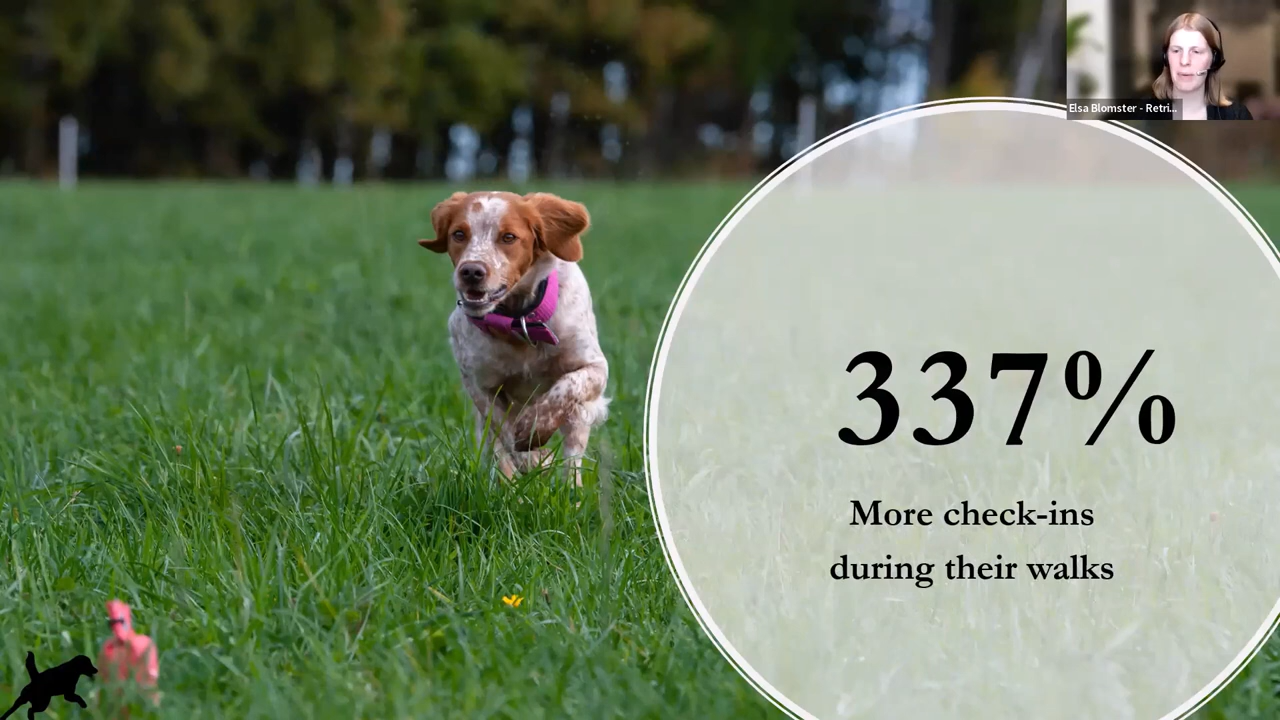 Elsa Blomster - Retri...
337%
More check-ins
during their walks